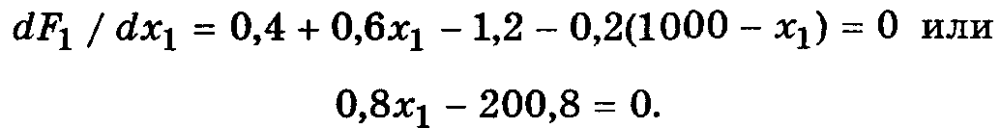 dF₁ / dx₁ = 0,4 + 0,6x₁ − 1,2 − 0,2(1000 − x₁) = 0 или
0,8x₁ − 200,8 = 0.